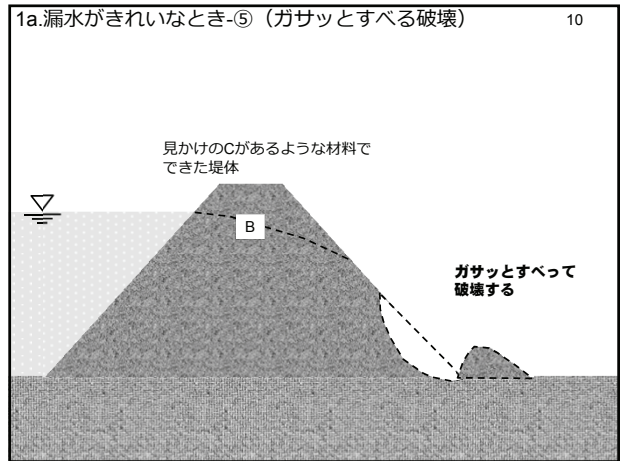 1a.漏水がきれいなとき-⑤（ガサッとすべる破壊）
10
見かけのCがあるような材料で
できた堤体
B
ガサッとすべって
破壊する